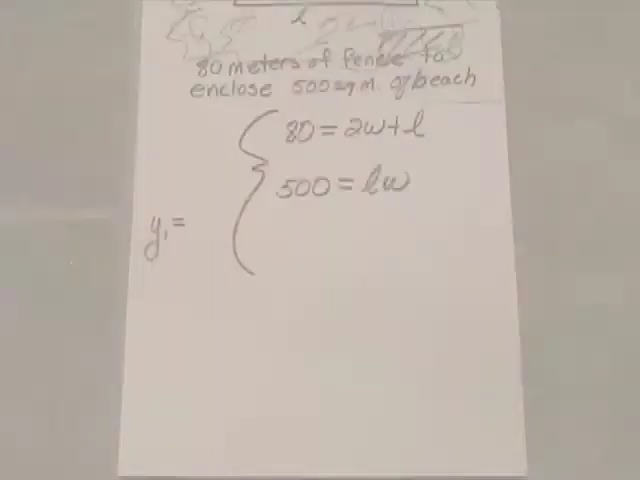 l
80 meters of fence to
enclose 500 sq m. of beach
80 = 2w + l
500 = lw
y₁ =